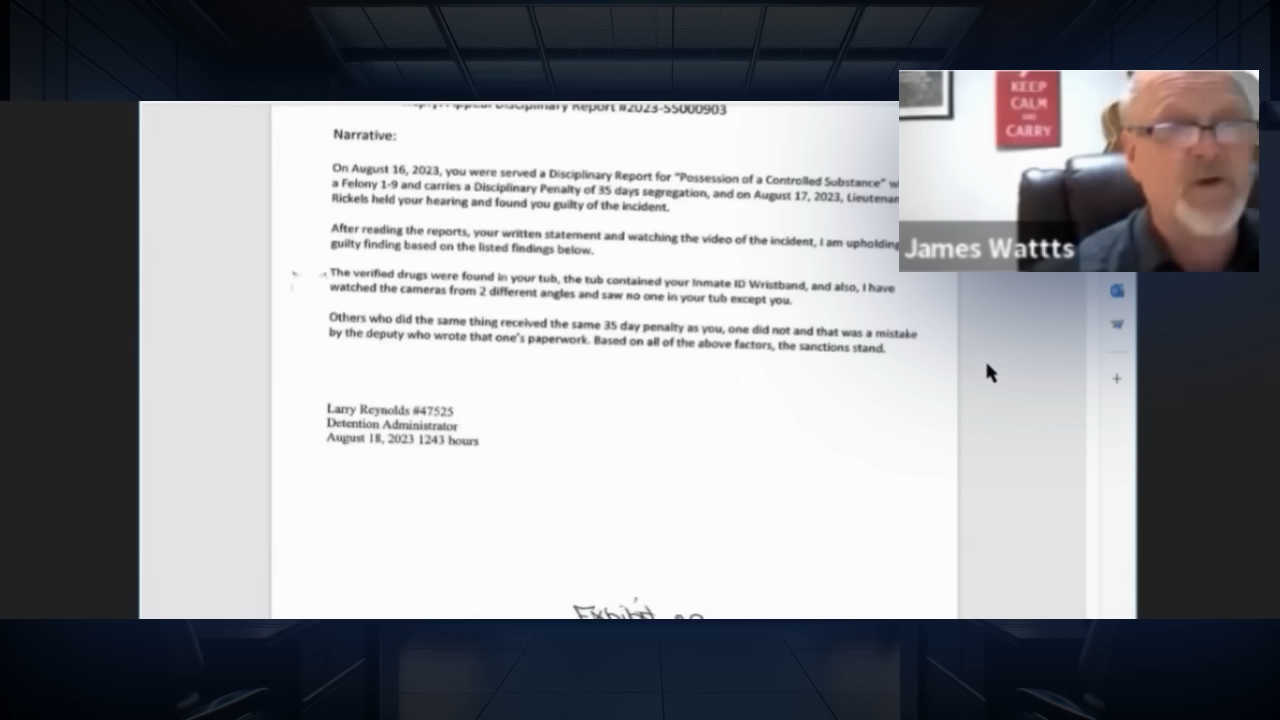 Appeal Disciplinary Report #2023-55000903
Narrative:
On August 16, 2023, you were served a Disciplinary Report for "Possession of a Controlled Substance"
a Felony 1-9 and carries a Disciplinary Penalty of 35 days segregation, and on August 17, 2023,
Rickels held your hearing and found you guilty of the incident.
After reading the reports, your written statement and watching the video of the incident, I am upholding
guilty finding based on the listed findings below.
The verified drugs were found in your tub, the tub contained your Inmate ID Wristband, and also, I have
watched the cameras from 2 different angles and saw no one in your tub except you.
Others who did the same thing received the same 35 day penalty as you, one did not and that was a mistake
by the deputy who wrote that one's paperwork. Based on all of the above factors, the sanctions stand.
Larry Reynolds #47525
Detention Administrator
August 18, 2023 1243 hours
Exhibit
KEEP
CALM
AND
CARRY
James Wattts